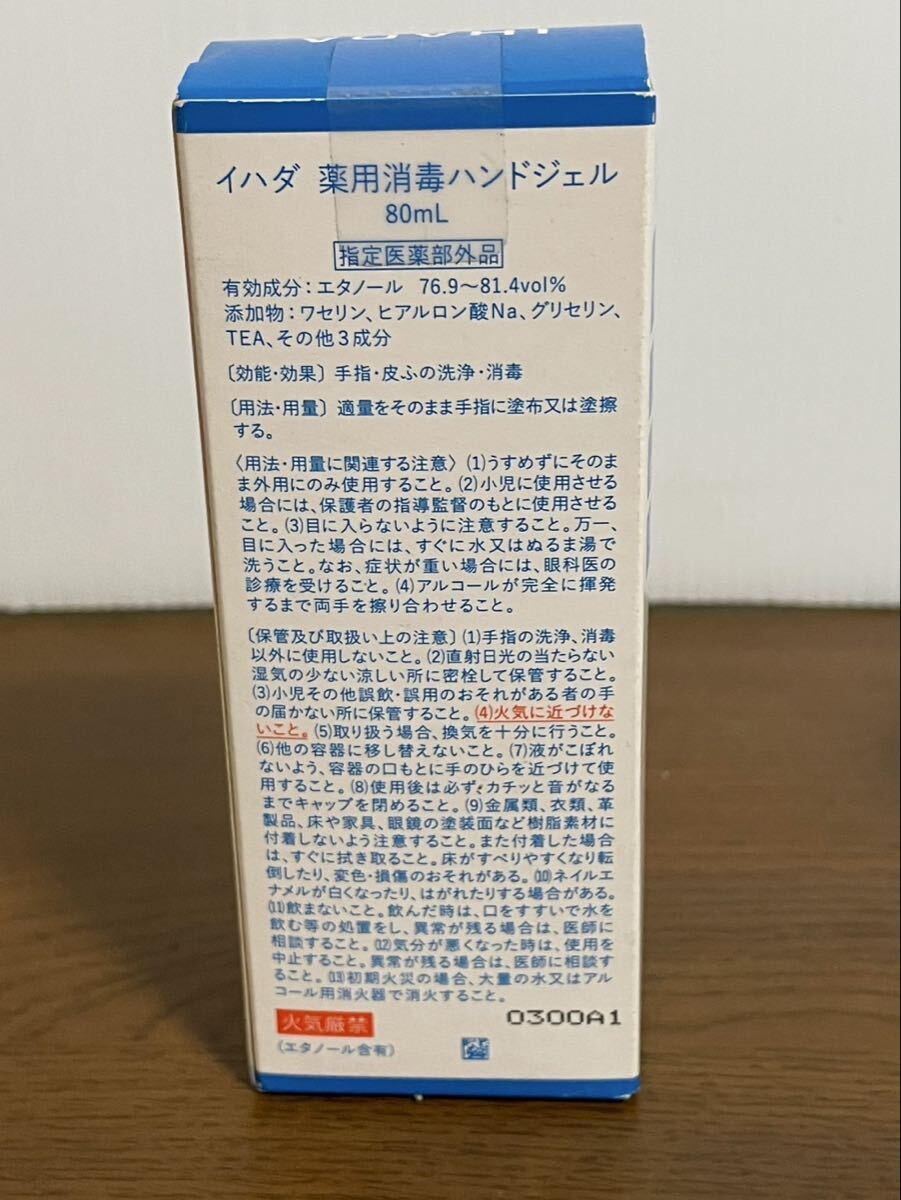 IHADA
イハダ 薬用消毒ハンドジェル
80mL
指定医薬部外品
有効成分：エタノール 76.9～81.4vol%
添加物：ワセリン、ヒアルロン酸Na、グリセリン、
TEA、その他3成分
〔効能・効果〕手指・皮ふの洗浄・消毒
〔用法・用量〕適量をそのまま手指に塗布又は塗擦
する。
〈用法・用量に関連する注意〉(1)うすめずにそのま
ま外用にのみ使用すること。(2)小児に使用させる
場合には、保護者の指導監督のもとに使用させる
こと。(3)目に入らないように注意すること。万一、
目に入った場合には、すぐに水又はぬるま湯で
洗うこと。なお、症状が重い場合には、眼科医の
診療を受けること。(4)アルコールが完全に揮発
するまで両手を擦り合わせること。
〔保管及び取扱い上の注意〕(1)手指の洗浄、消毒
以外に使用しないこと。(2)直射日光の当たらない
湿気の少ない涼しい所に密栓して保管すること。
(3)小児その他誤飲・誤用のおそれがある者の手
の届かない所に保管すること。(4)火気に近づけな
いこと。(5)取り扱う場合、換気を十分に行うこと。
(6)他の容器に移し替えないこと。(7)液がこぼれ
ないよう、容器の口もとに手のひらを近づけて使
用すること。(8)使用後は必ず、カチッと音がなる
までキャップを閉めること。(9)金属類、衣類、革
製品、床や家具、眼鏡の塗装面など樹脂素材に
付着しないよう注意すること。また付着した場合
は、すぐに拭き取ること。床がすべりやすくなり転
倒したり、変色・損傷のおそれがある。(10)ネイルエ
ナメルが白くなったり、はがれたりする場合がある。
(11)飲まないこと。飲んだ時は、口をすすいで水を
飲む等の処置をし、異常が残る場合は、医師に
相談すること。(12)気分が悪くなった時は、使用を
中止すること。異常が残る場合は、医師に相談す
ること。(13)初期火災の場合、大量の水又はアル
コール用消火器で消火すること。
火気厳禁
0300A1
(エタノール含有)